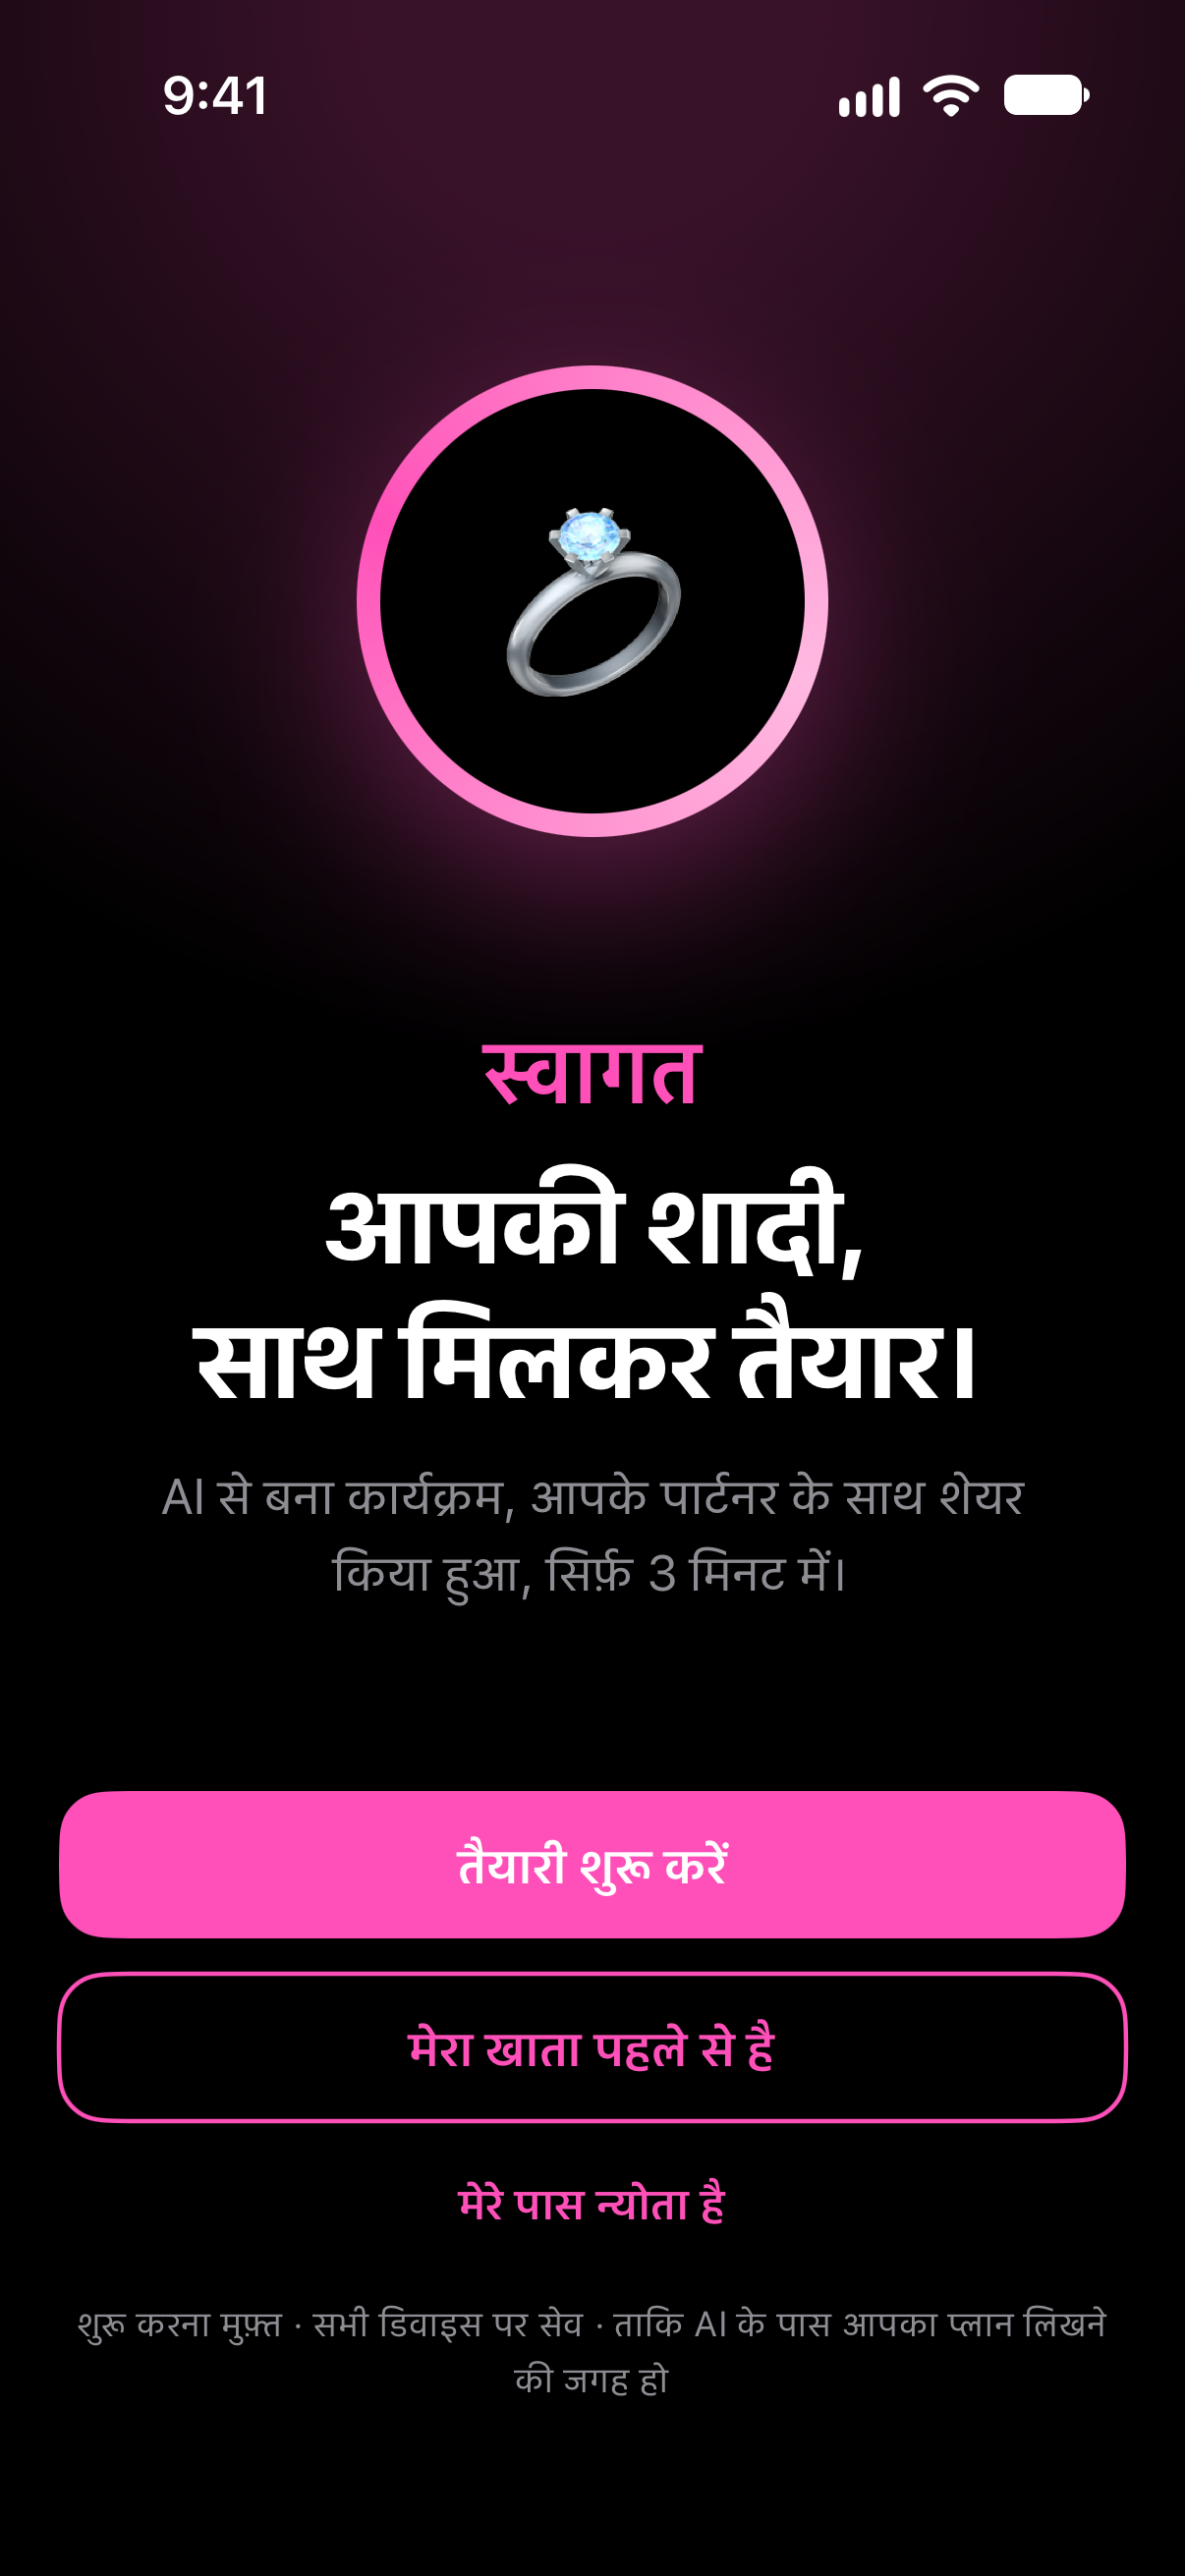 9:41
स्वागत
आपकी शादी,
साथ मिलकर तैयार।
AI से बना कार्यक्रम, आपके पार्टनर के साथ शेयर
किया हुआ, सिर्फ़ 3 मिनट में।
तैयारी शुरू करें
मेरा खाता पहले से है
मेरे पास न्योता है
शुरू करना मुफ़्त · सभी डिवाइस पर सेव · ताकि AI के पास आपका प्लान लिखने
की जगह हो